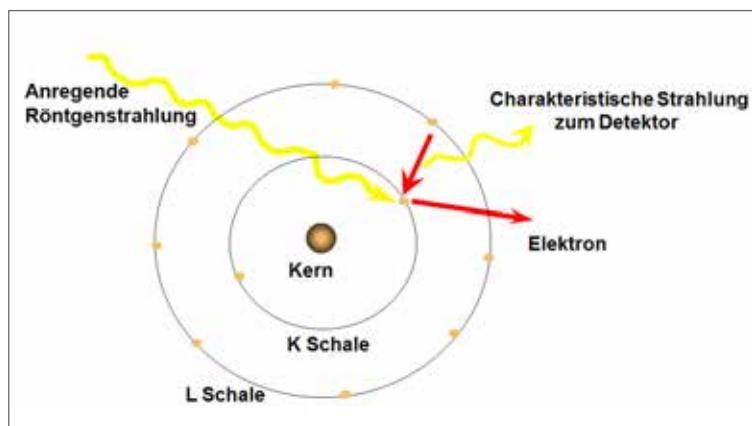 Anregende
Röntgenstrahlung
Charakteristische Strahlung
zum Detektor
Elektron
Kern
K Schale
L Schale